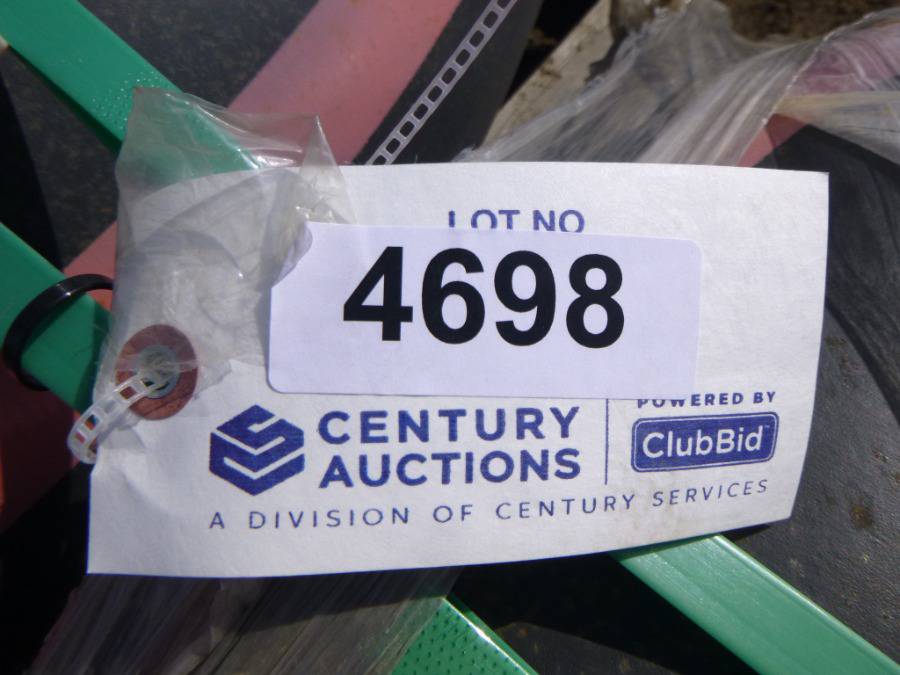 LOT NO
4698
CENTURY
AUCTIONS
A DIVISION OF CENTURY SERVICES
POWERED BY
ClubBid